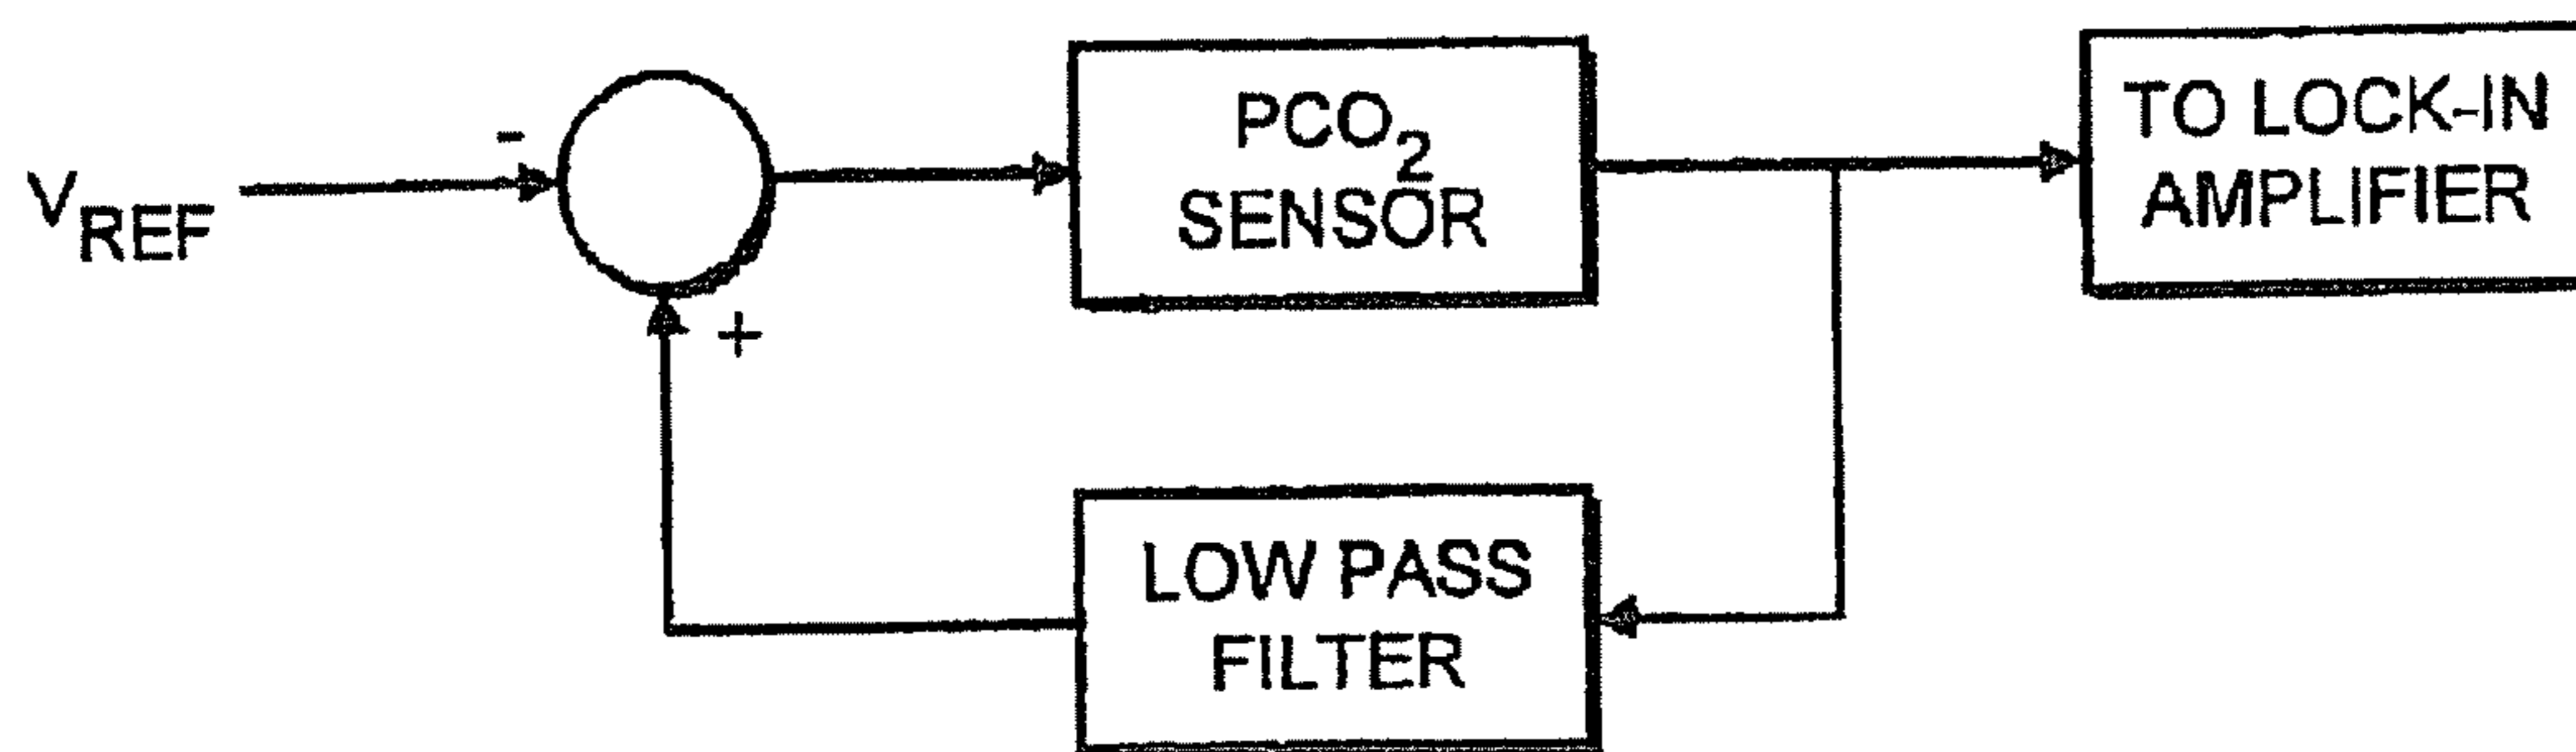 V_REF
-
+
PCO₂
SENSOR
TO LOCK-IN
AMPLIFIER
LOW PASS
FILTER